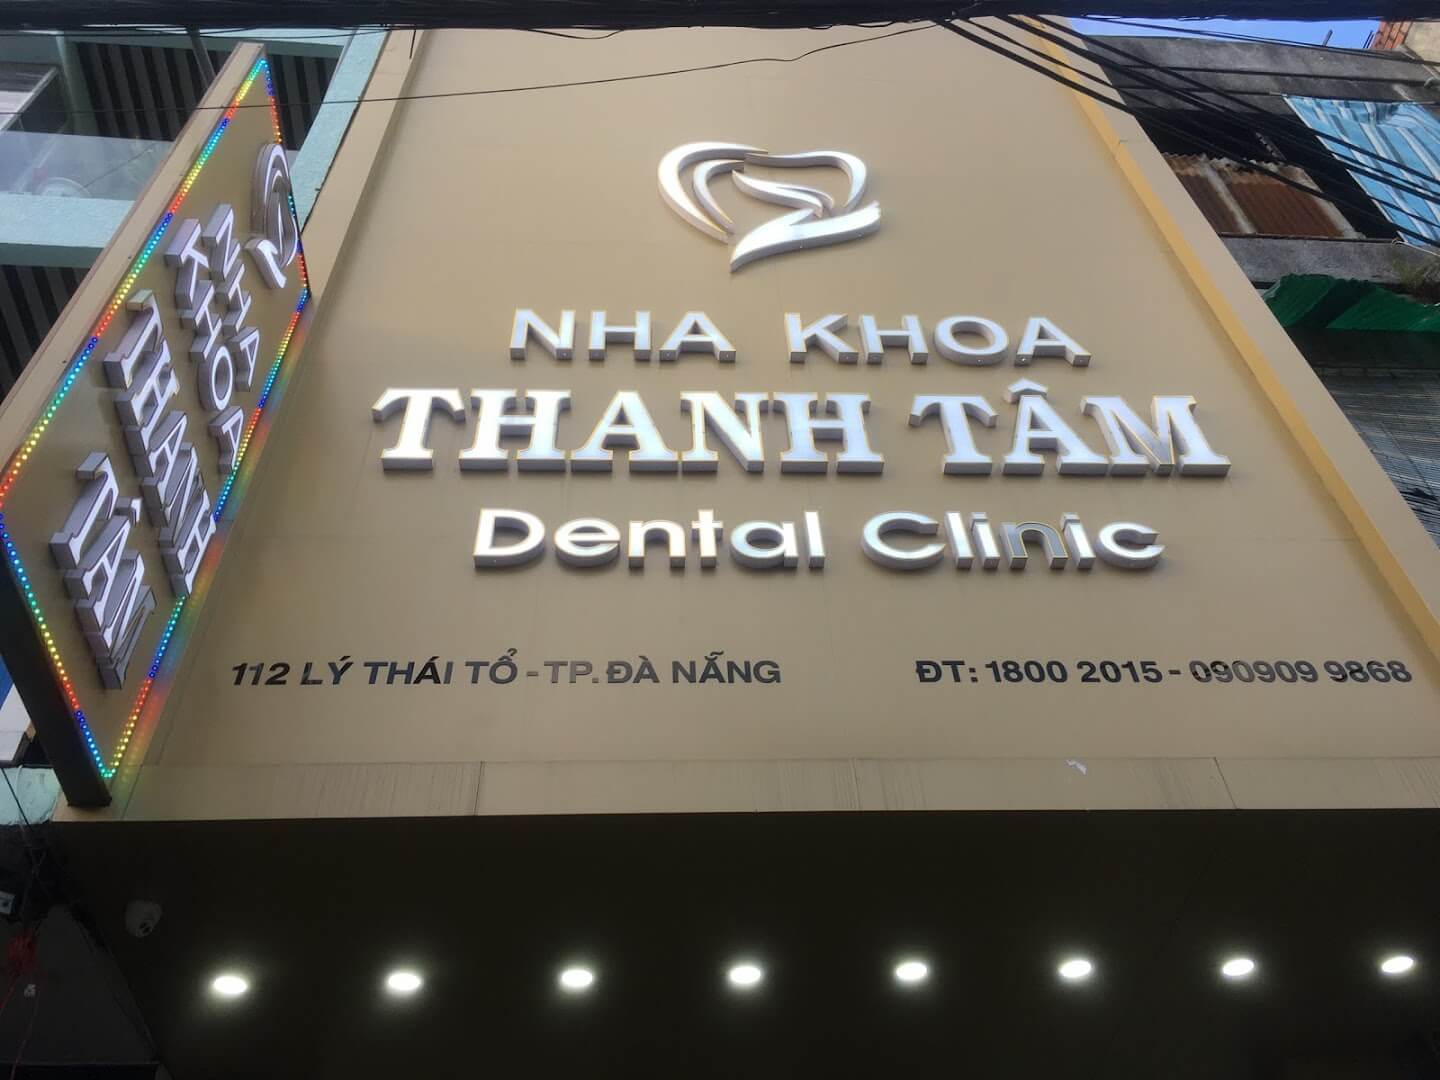 NHA KHOA
THANH TÂM
NHA KHOA
THANH TÂM
Dental Clinic
112 LÝ THÁI TỔ - TP. ĐÀ NẴNG
ĐT: 1800 2015 - 090909 9868